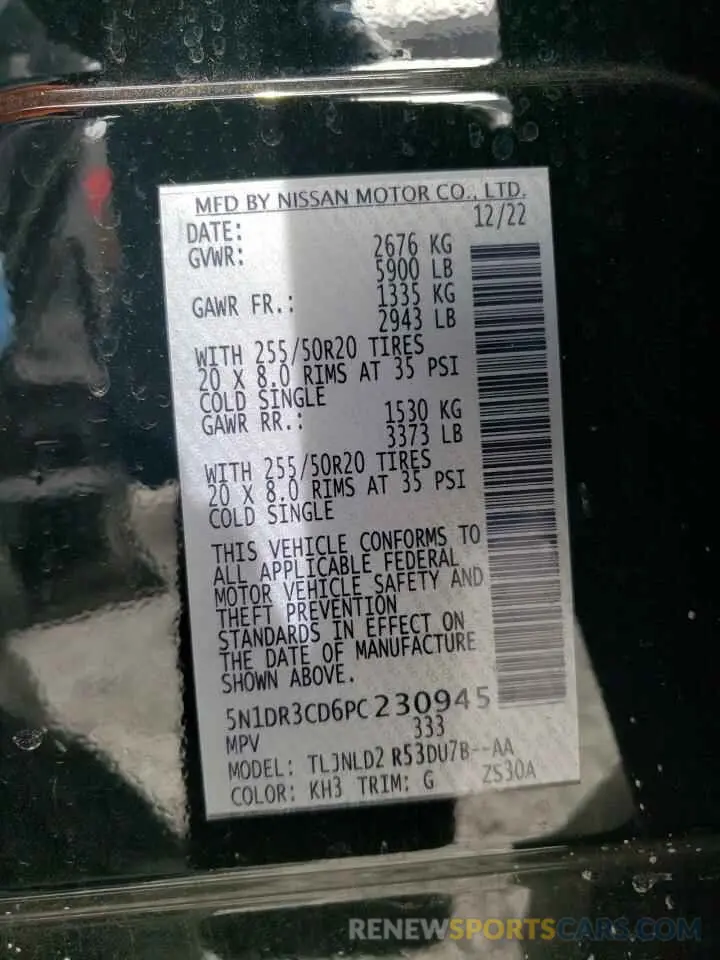 MFD BY NISSAN MOTOR CO., LTD.
DATE: 12/22
GVWR: 2676 KG
5900 LB
GAWR FR.: 1335 KG
2943 LB
WITH 255/50R20 TIRES
20 X 8.0 RIMS AT 35 PSI
COLD SINGLE
GAWR RR.: 1530 KG
3373 LB
WITH 255/50R20 TIRES
20 X 8.0 RIMS AT 35 PSI
COLD SINGLE
THIS VEHICLE CONFORMS TO
ALL APPLICABLE FEDERAL
MOTOR VEHICLE SAFETY AND
THEFT PREVENTION
STANDARDS IN EFFECT ON
THE DATE OF MANUFACTURE
SHOWN ABOVE.
5N1DR3CD6PC230945
MPV 333
MODEL: TLJNLD2 R53DU7B--AA
COLOR: KH3 TRIM: G ZS30A
RENEWSPORTSCARS.COM